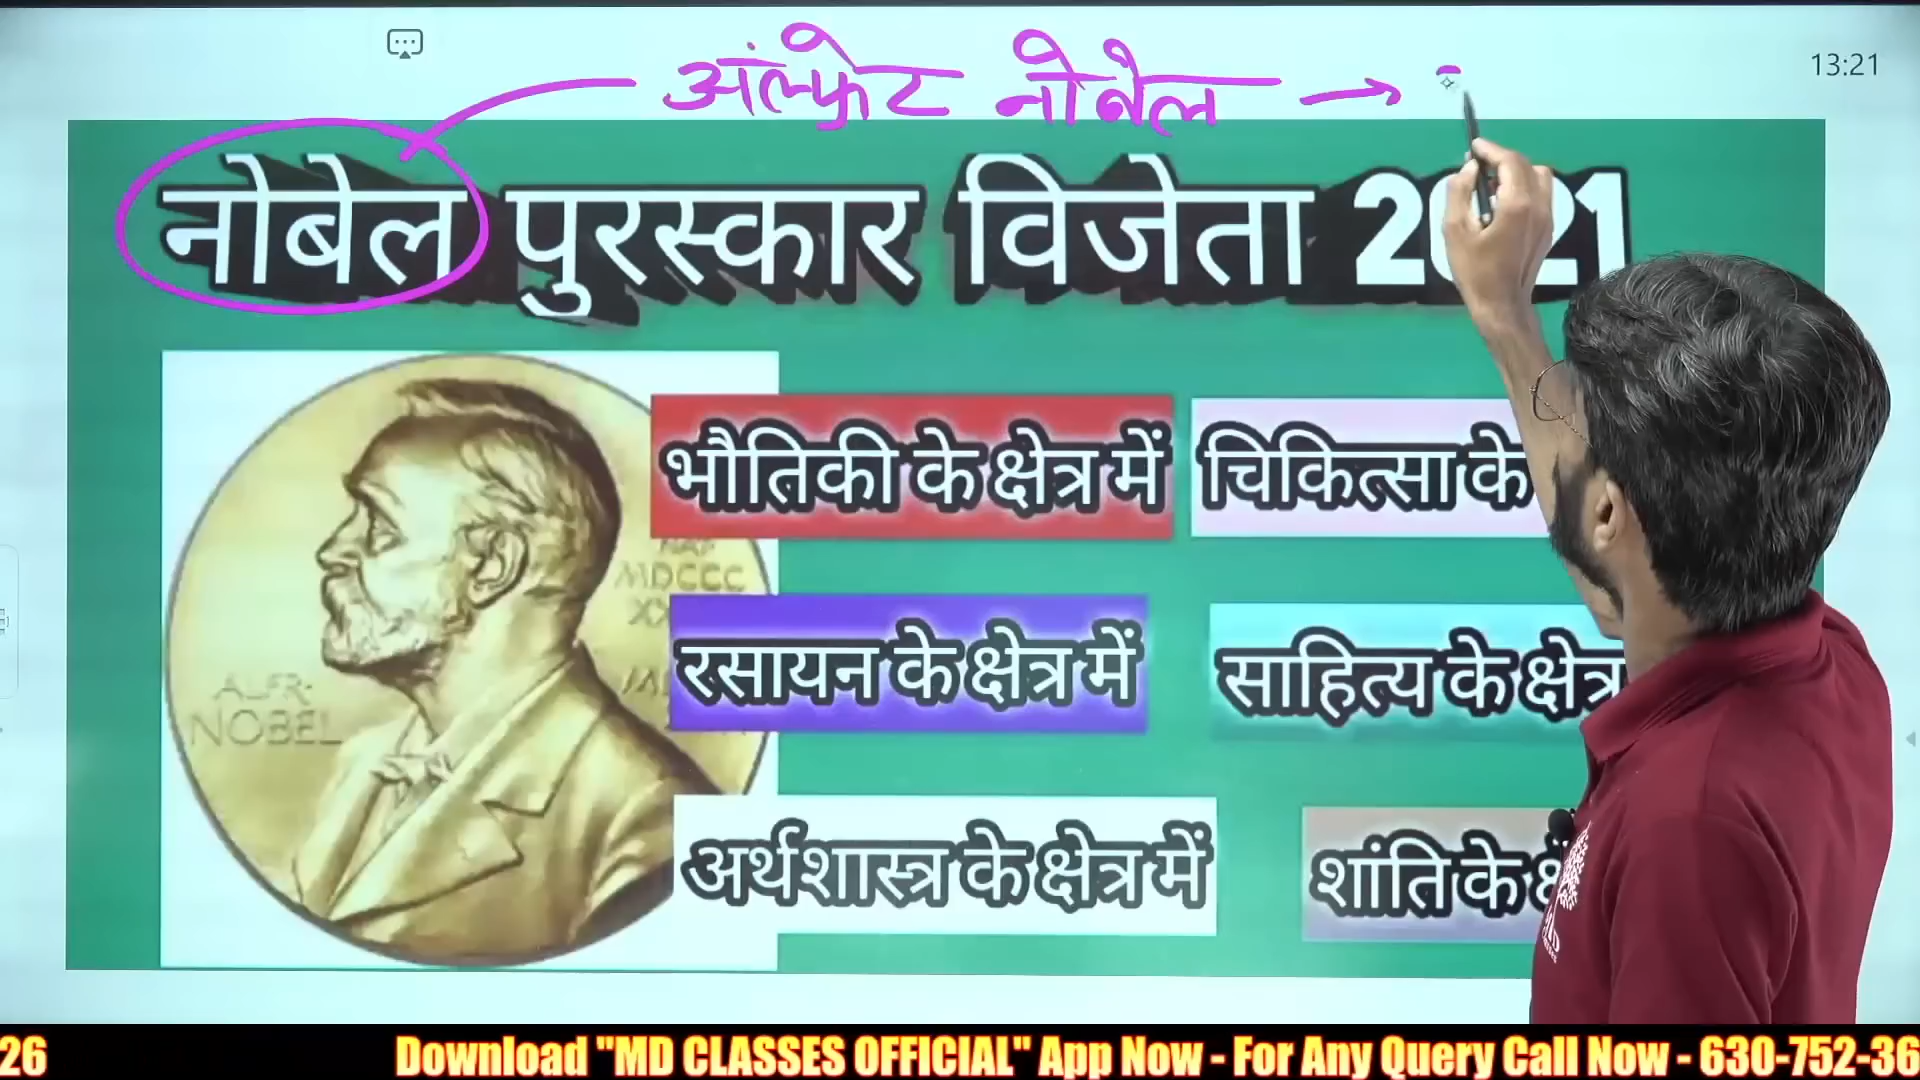 अंल्फ्रेट नोबेल →
13:21
नोबेल पुरस्कार विजेता 2021
भौतिकी के क्षेत्र में
चिकित्सा के
MDCCC
ALFR·
NOBEL
रसायन के क्षेत्र में
साहित्य के क्षेत्र
अर्थशास्त्र के क्षेत्र में
शांति के
26 Download "MD CLASSES OFFICIAL" App Now - For Any Query Call Now - 630-752-36